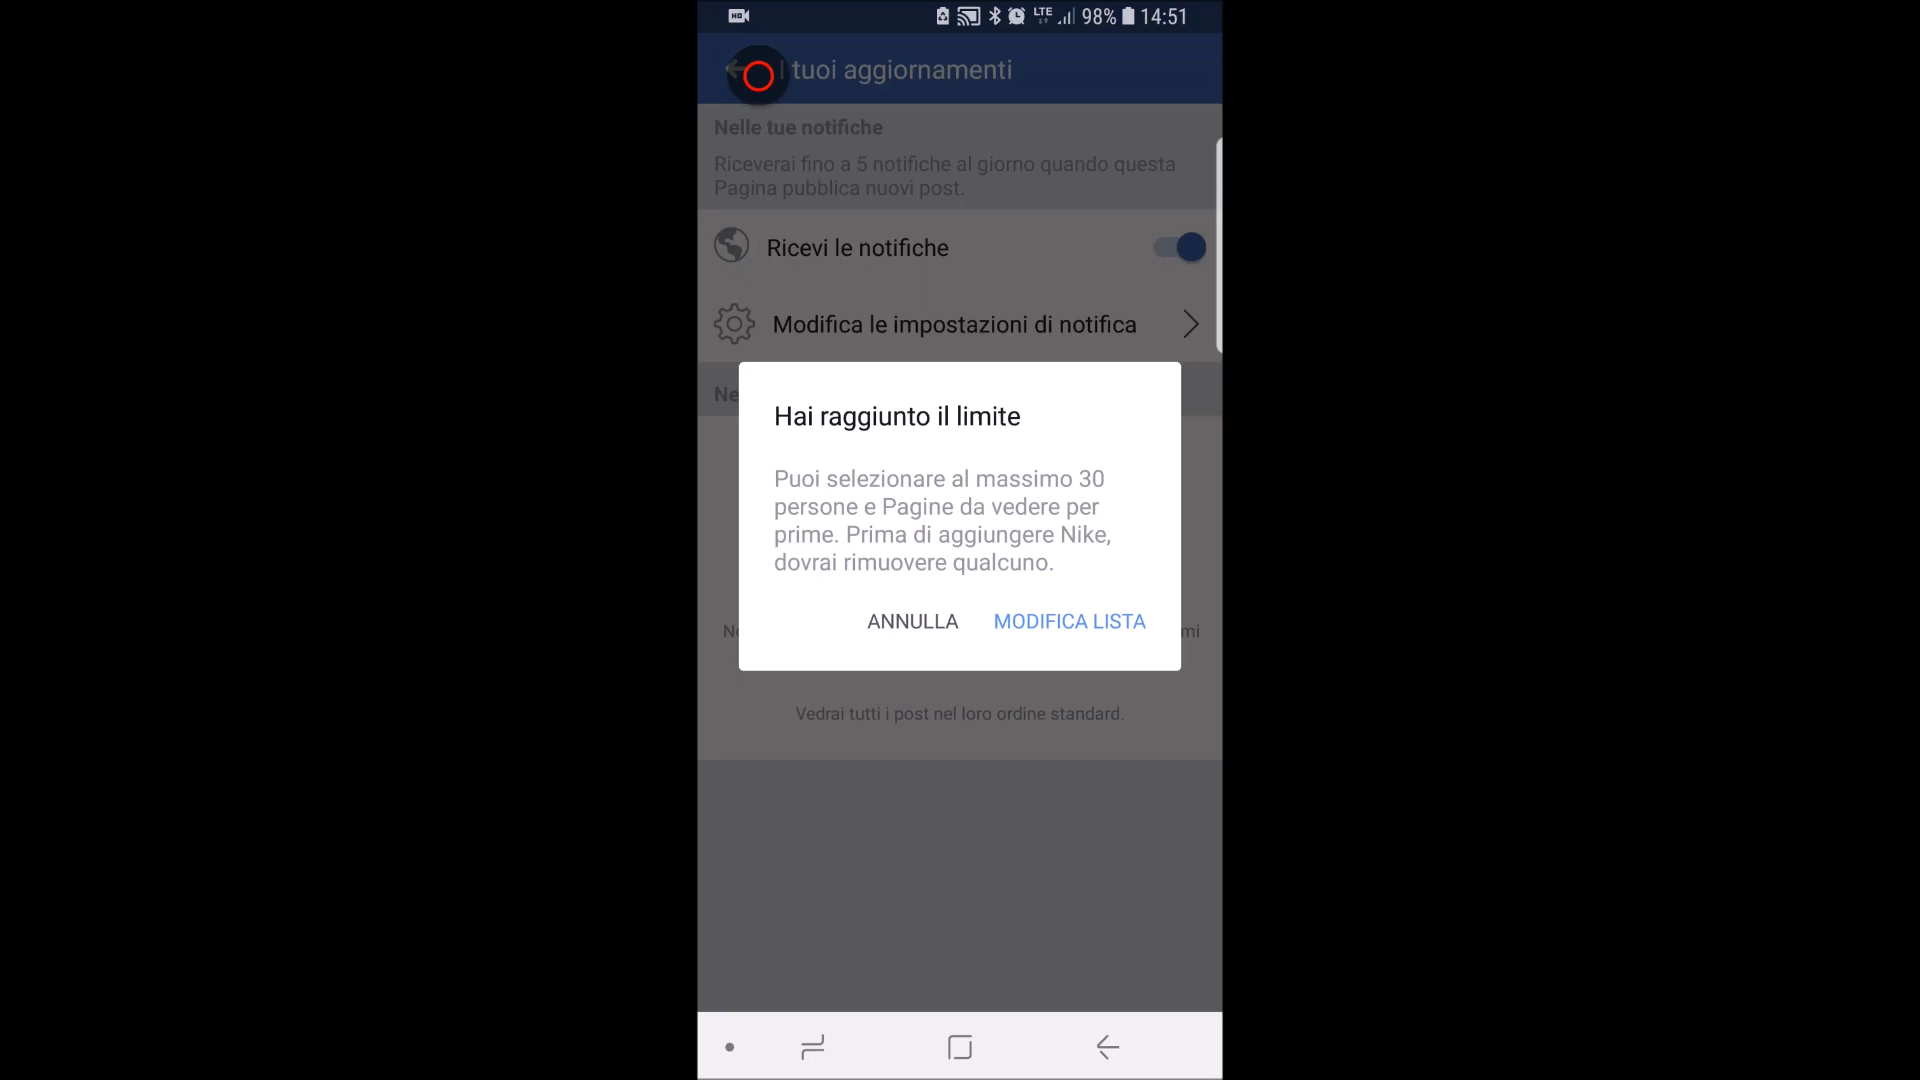 HD
LTE 98% 14:51
I tuoi aggiornamenti
Nelle tue notifiche
Riceverai fino a 5 notifiche al giorno quando questa
Pagina pubblica nuovi post.
Ricevi le notifiche
Modifica le impostazioni di notifica
Ne
Hai raggiunto il limite
Puoi selezionare al massimo 30
persone e Pagine da vedere per
prime. Prima di aggiungere Nike,
dovrai rimuovere qualcuno.
ANNULLA MODIFICA LISTA
mi
Vedrai tutti i post nel loro ordine standard.